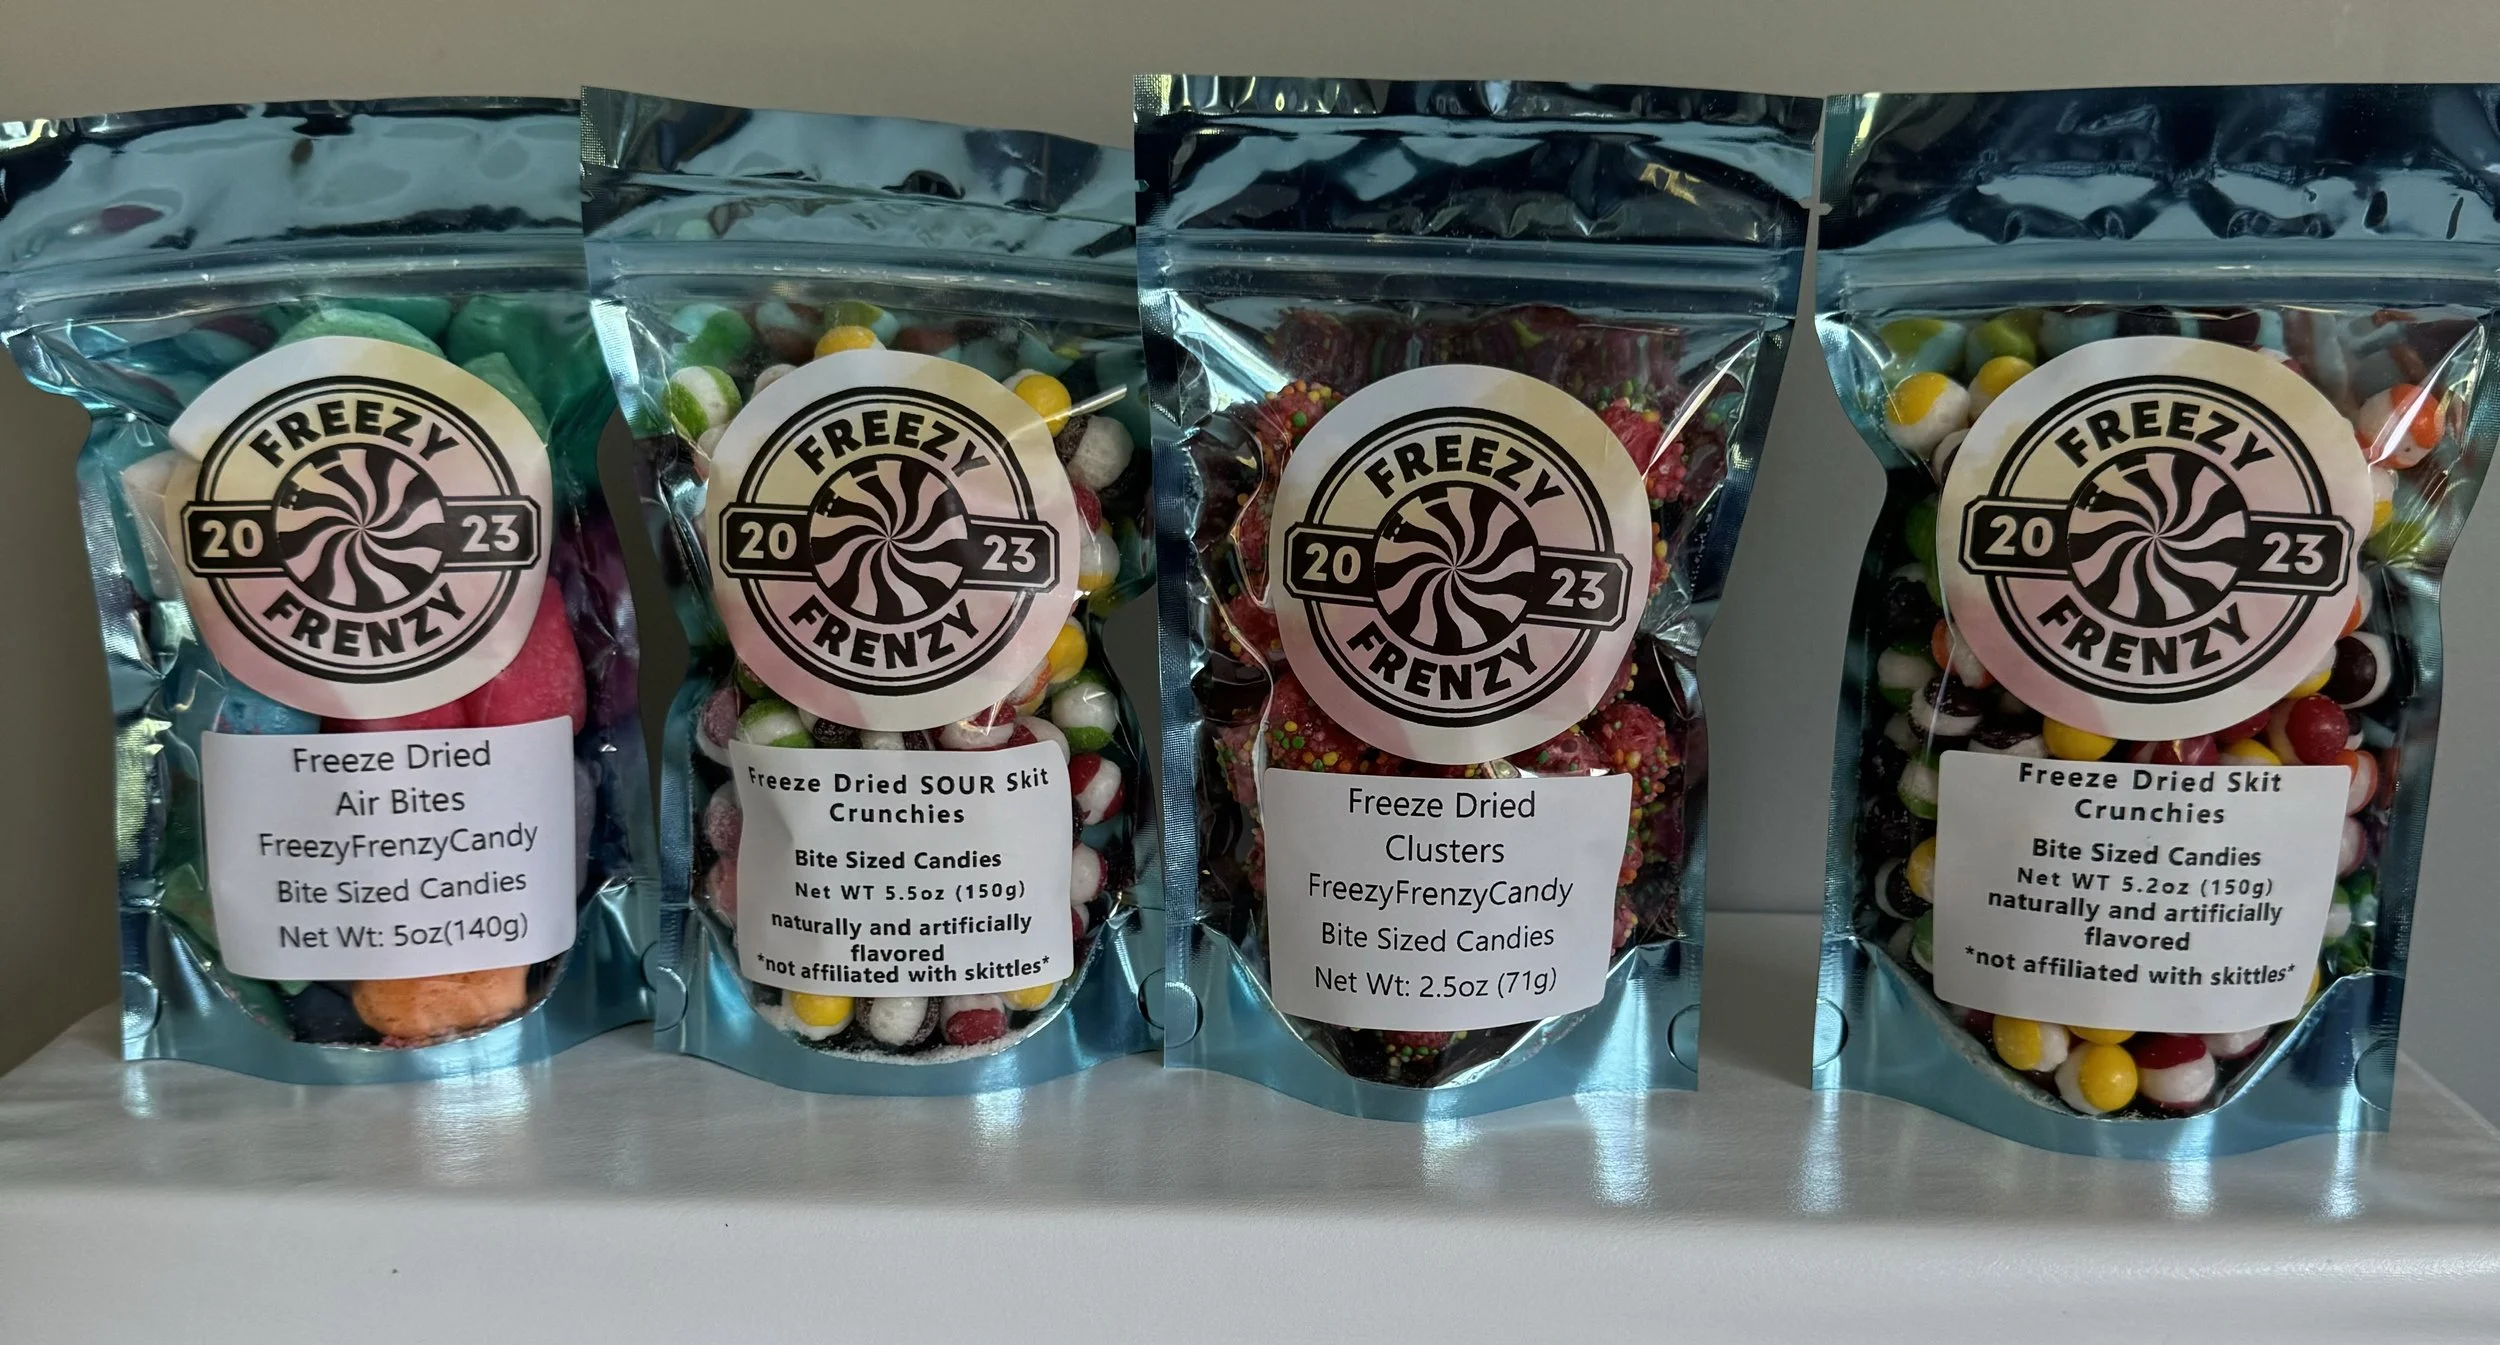 FREEZY
20 23
FRENZY
Freeze Dried
Air Bites
FreezyFrenzyCandy
Bite Sized Candies
Net Wt: 5oz(140g)
FREEZY
20 23
FRENZY
Freeze Dried SOUR Skit
Crunchies
Bite Sized Candies
Net WT 5.5oz (150g)
naturally and artificially
flavored
*not affiliated with skittles*
FREEZY
20 23
FRENZY
Freeze Dried
Clusters
FreezyFrenzyCandy
Bite Sized Candies
Net Wt: 2.5oz (71g)
FREEZY
20 23
FRENZY
Freeze Dried Skit
Crunchies
Bite Sized Candies
Net WT 5.2oz (150g)
naturally and artificially
flavored
*not affiliated with skittles*